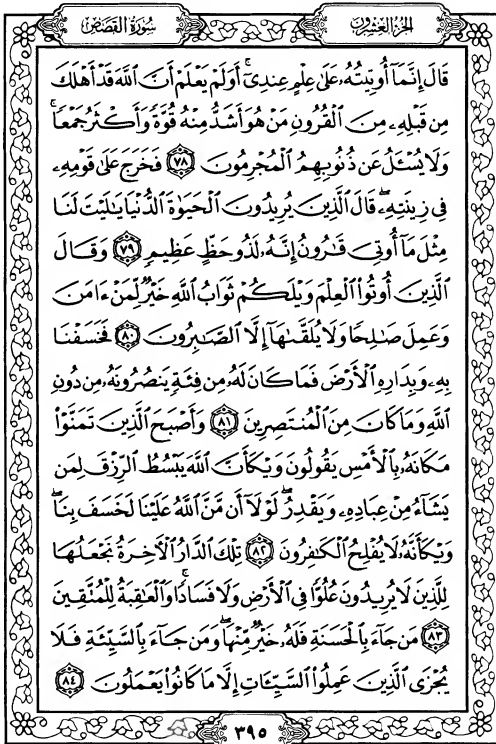 سورة القصص
الجزء العشرون
قَالَ إِنَّمَآ أُوتِيتُهُۥ عَلَىٰ عِلْمٍ عِندِىٓ ۚ أَوَلَمْ يَعْلَمْ أَنَّ ٱللَّهَ قَدْ أَهْلَكَ
مِن قَبْلِهِۦ مِنَ ٱلْقُرُونِ مَنْ هُوَ أَشَدُّ مِنْهُ قُوَّةً وَأَكْثَرُ جَمْعًا ۚ
وَلَا يُسْـَٔلُ عَن ذُنُوبِهِمُ ٱلْمُجْرِمُونَ ٧٨ فَخَرَجَ عَلَىٰ قَوْمِهِۦ
فِى زِينَتِهِۦ ۖ قَالَ ٱلَّذِينَ يُرِيدُونَ ٱلْحَيَوٰةَ ٱلدُّنْيَا يَـٰلَيْتَ لَنَا
مِثْلَ مَآ أُوتِىَ قَـٰرُونُ إِنَّهُۥ لَذُو حَظٍّ عَظِيمٍ ٧٩ وَقَالَ
ٱلَّذِينَ أُوتُوا۟ ٱلْعِلْمَ وَيْلَكُمْ ثَوَابُ ٱللَّهِ خَيْرٌ لِّمَنْ ءَامَنَ
وَعَمِلَ صَـٰلِحًا وَلَا يُلَقَّىٰهَآ إِلَّا ٱلصَّـٰبِرُونَ ٨٠ فَخَسَفْنَا
بِهِۦ وَبِدَارِهِ ٱلْأَرْضَ فَمَا كَانَ لَهُۥ مِن فِئَةٍ يَنصُرُونَهُۥ مِن دُونِ
ٱللَّهِ وَمَا كَانَ مِنَ ٱلْمُنتَصِرِينَ ٨١ وَأَصْبَحَ ٱلَّذِينَ تَمَنَّوْا۟
مَكَانَهُۥ بِٱلْأَمْسِ يَقُولُونَ وَيْكَأَنَّ ٱللَّهَ يَبْسُطُ ٱلرِّزْقَ لِمَن
يَشَآءُ مِنْ عِبَادِهِۦ وَيَقْدِرُ ۖ لَوْلَآ أَن مَّنَّ ٱللَّهُ عَلَيْنَا لَخَسَفَ بِنَا ۖ
وَيْكَأَنَّهُۥ لَا يُفْلِحُ ٱلْكَـٰفِرُونَ ٨٢ تِلْكَ ٱلدَّارُ ٱلْـَٔاخِرَةُ نَجْعَلُهَا
لِلَّذِينَ لَا يُرِيدُونَ عُلُوًّا فِى ٱلْأَرْضِ وَلَا فَسَادًا ۚ وَٱلْعَـٰقِبَةُ لِلْمُتَّقِينَ
٨٣ مَن جَآءَ بِٱلْحَسَنَةِ فَلَهُۥ خَيْرٌ مِّنْهَا ۖ وَمَن جَآءَ بِٱلسَّيِّئَةِ فَلَا
يُجْزَى ٱلَّذِينَ عَمِلُوا۟ ٱلسَّيِّـَٔاتِ إِلَّا مَا كَانُوا۟ يَعْمَلُونَ ٨٤
٣٩٥